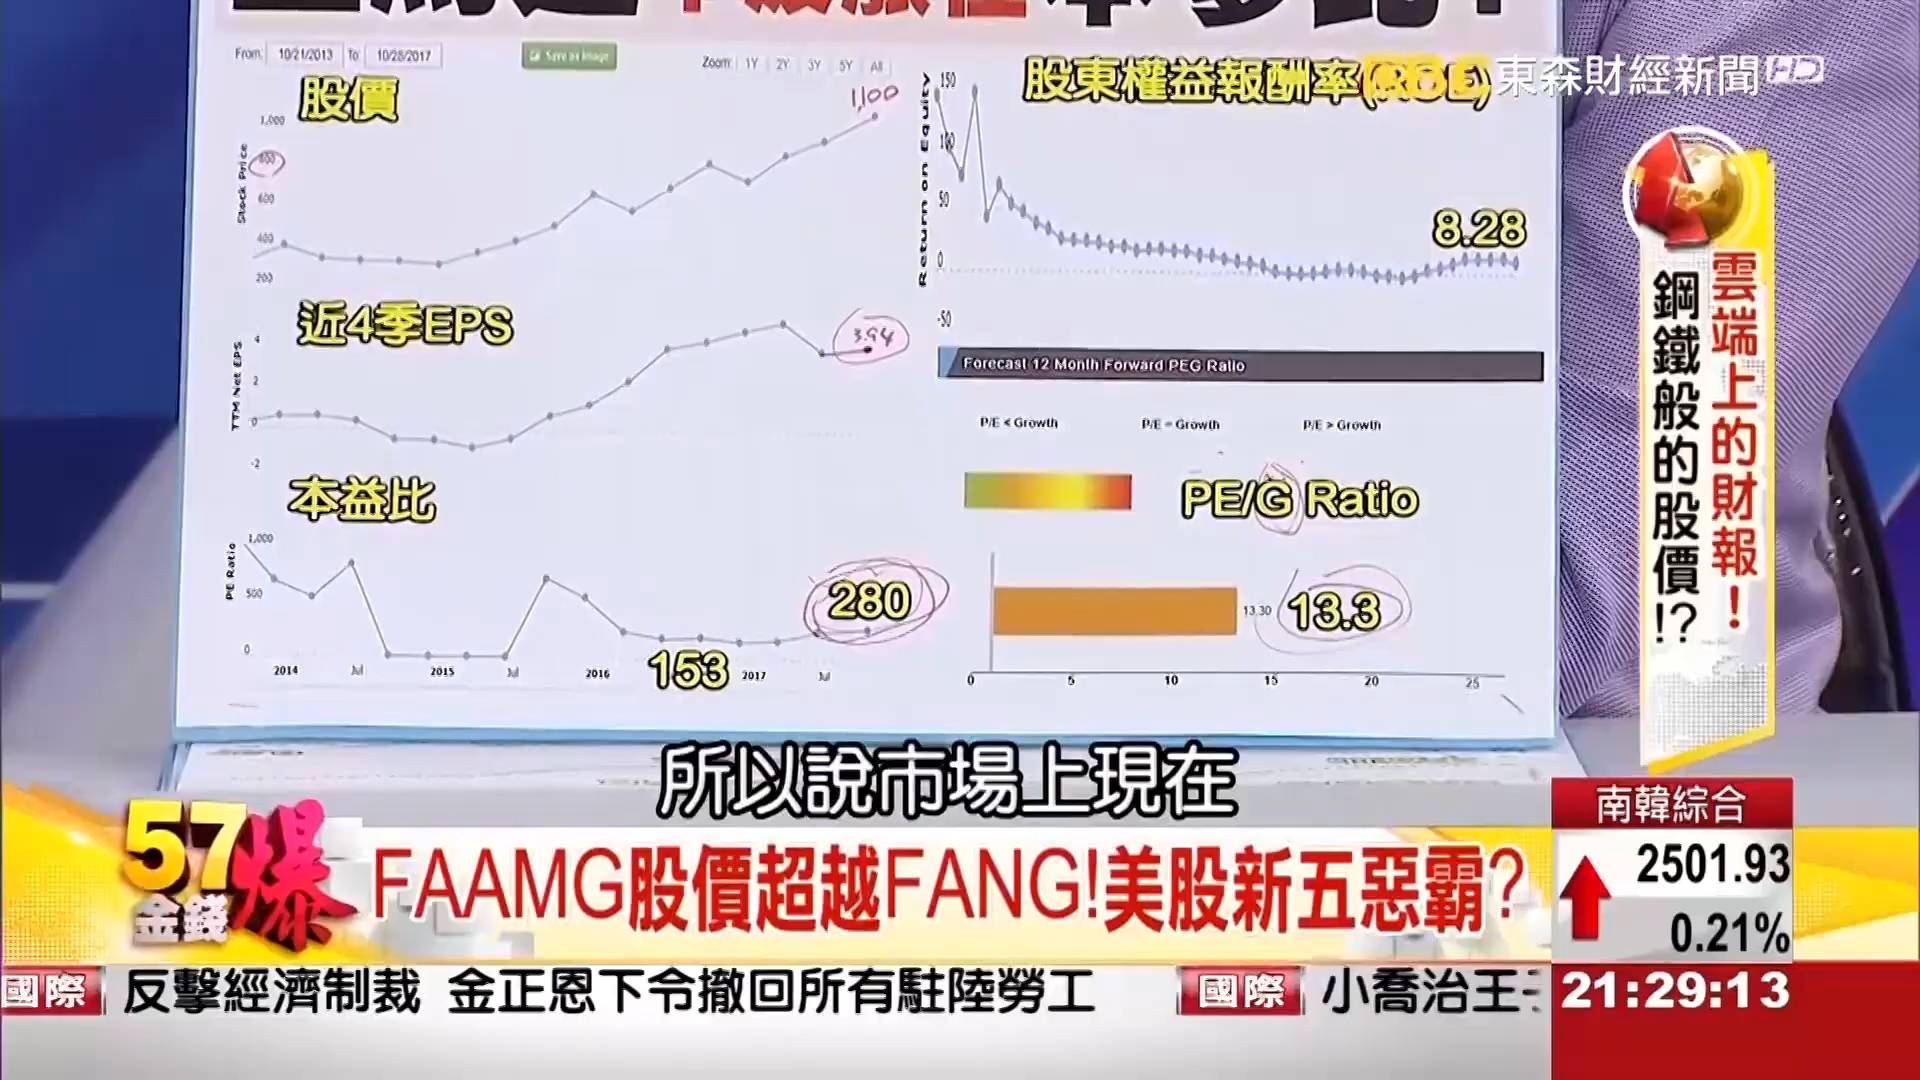 From: 10/21/2013 To: 10/28/2017
Save as Image
Zoom 1Y 2Y 3Y 5Y All
股價
1,100
1,000
800
600
400
200
Stock Price
近4季EPS
3.94
4
2
0
-2
TTM Net EPS
本益比
1,000
500
0
PE Ratio
280
153
2014 Jul 2015 Jul 2016 2017 Jul
股東權益報酬率(ROE)
150
100
50
0
-50
Return on Equity
8.28
Forecast 12 Month Forward PEG Ratio
P/E < Growth P/E = Growth P/E > Growth
PE/G Ratio
13.30
13.3
0 5 10 15 20 25
東森財經新聞HD
雲端上的財報！
鋼鐵般的股價!?
所以說市場上現在
57爆
金錢
FAAMG股價超越FANG!美股新五惡霸?
南韓綜合
2501.93
0.21%
國際 反擊經濟制裁 金正恩下令撤回所有駐陸勞工 國際 小喬治王
21:29:13